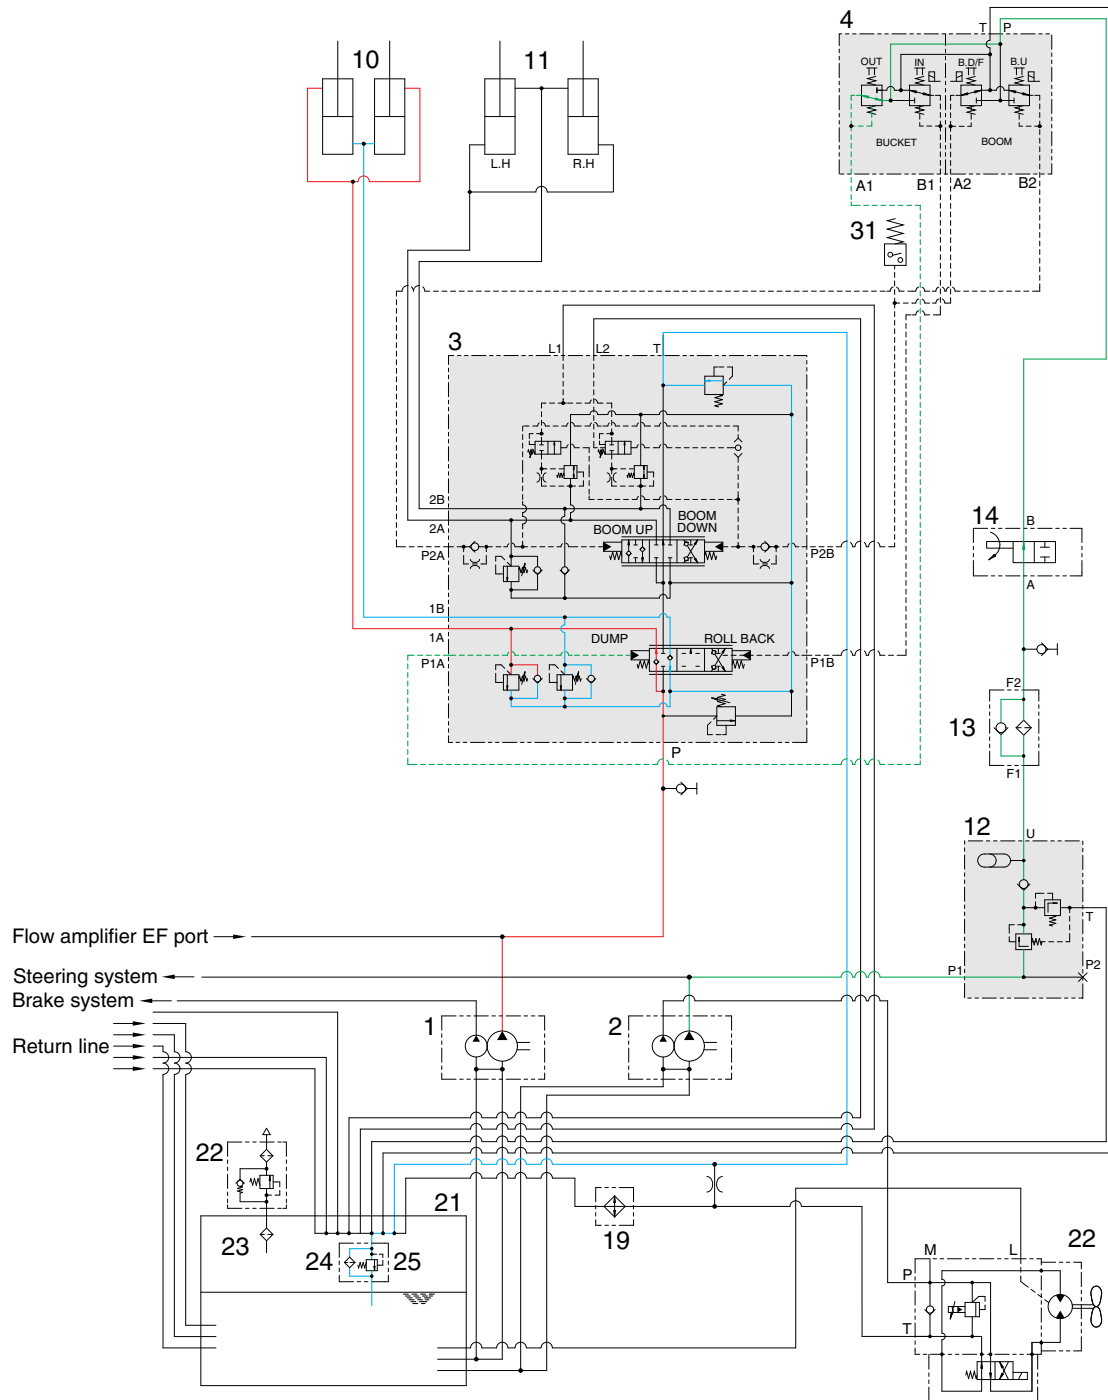 4
T P
10
11
OUT IN B.D/F B.U
BUCKET BOOM
L.H R.H
A1 B1 A2 B2
31
3
L1 L2 T
2B
2A
BOOM UP
BOOM
DOWN
P2A P2B
14
B
A
1B
1A
DUMP ROLL BACK
P1A P1B
F2
13
F1
P
12
U
T
Flow amplifier EF port
Steering system
P1 P2
Brake system
1
2
Return line
22
21
23
24 25
19
M L 22
P
T